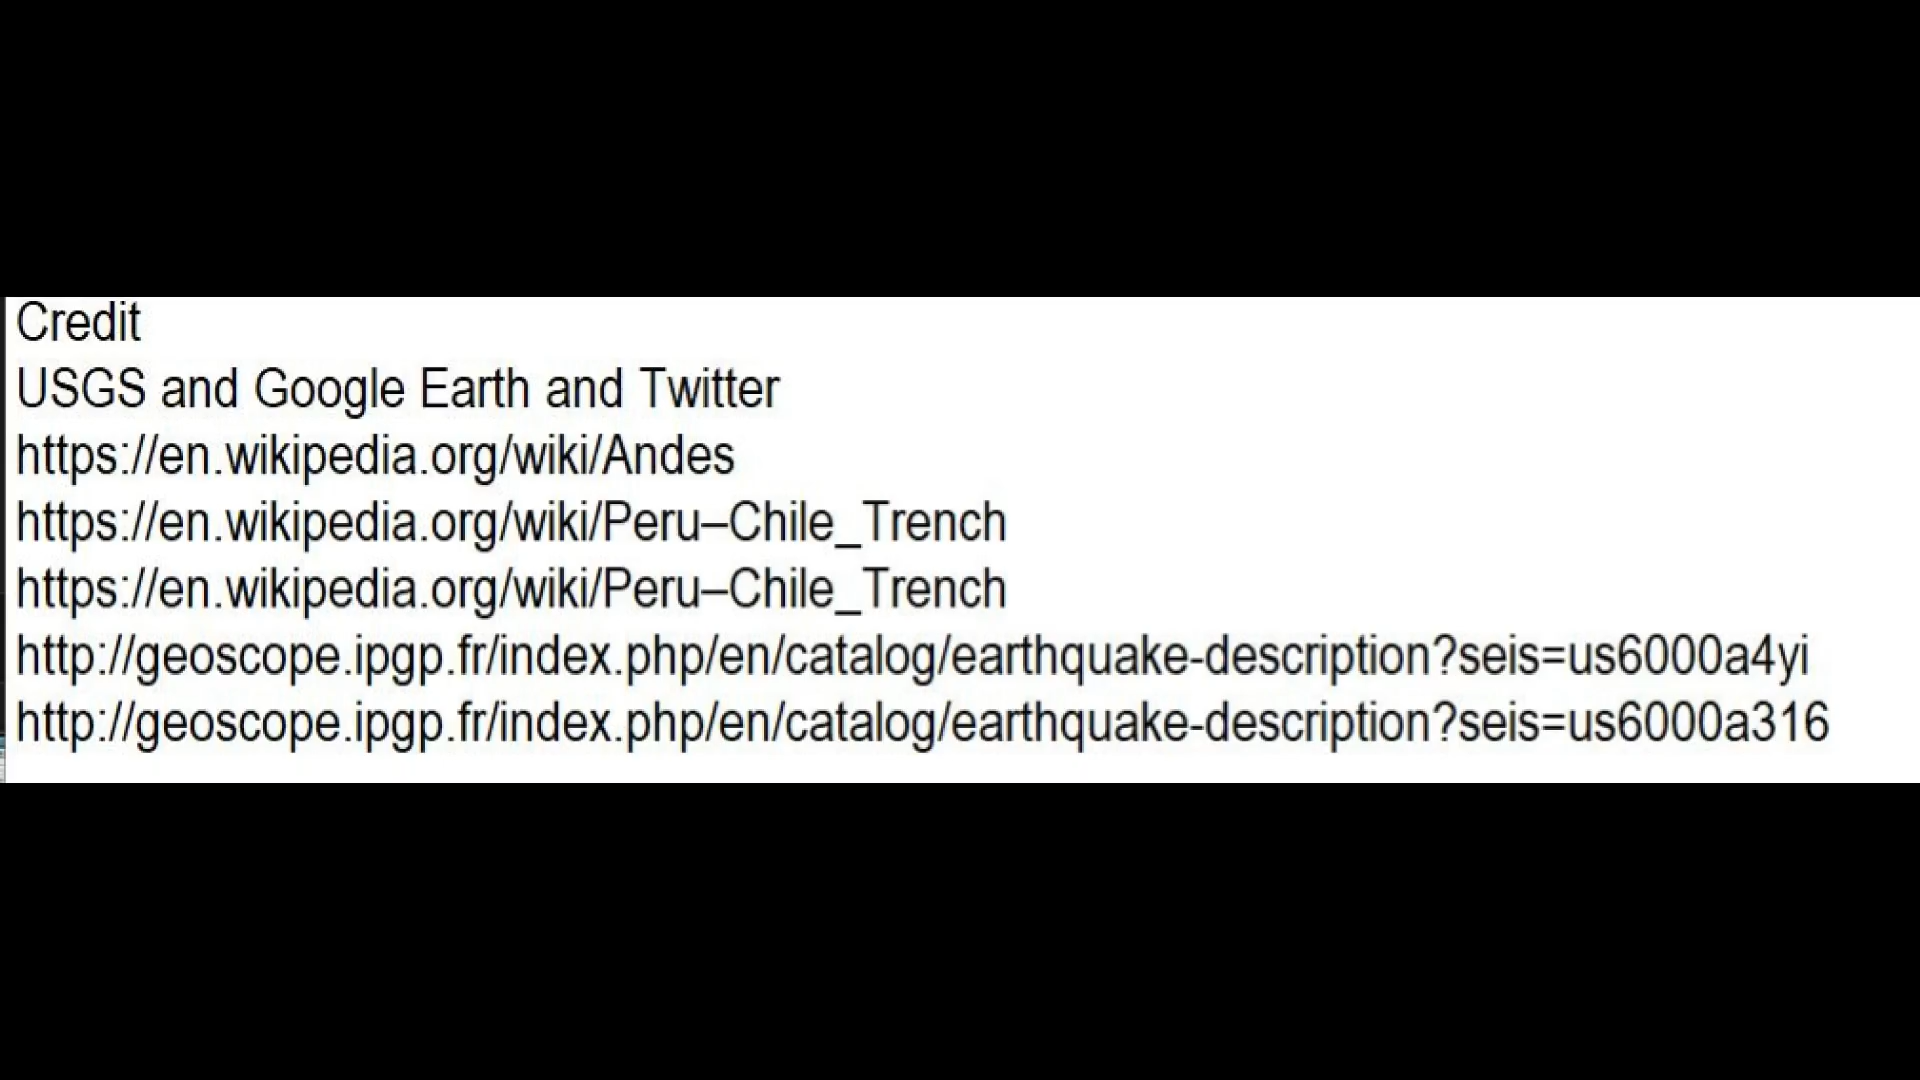 Credit
USGS and Google Earth and Twitter
https://en.wikipedia.org/wiki/Andes
https://en.wikipedia.org/wiki/Peru–Chile_Trench
https://en.wikipedia.org/wiki/Peru–Chile_Trench
http://geoscope.ipgp.fr/index.php/en/catalog/earthquake-description?seis=us6000a4yi
http://geoscope.ipgp.fr/index.php/en/catalog/earthquake-description?seis=us6000a316